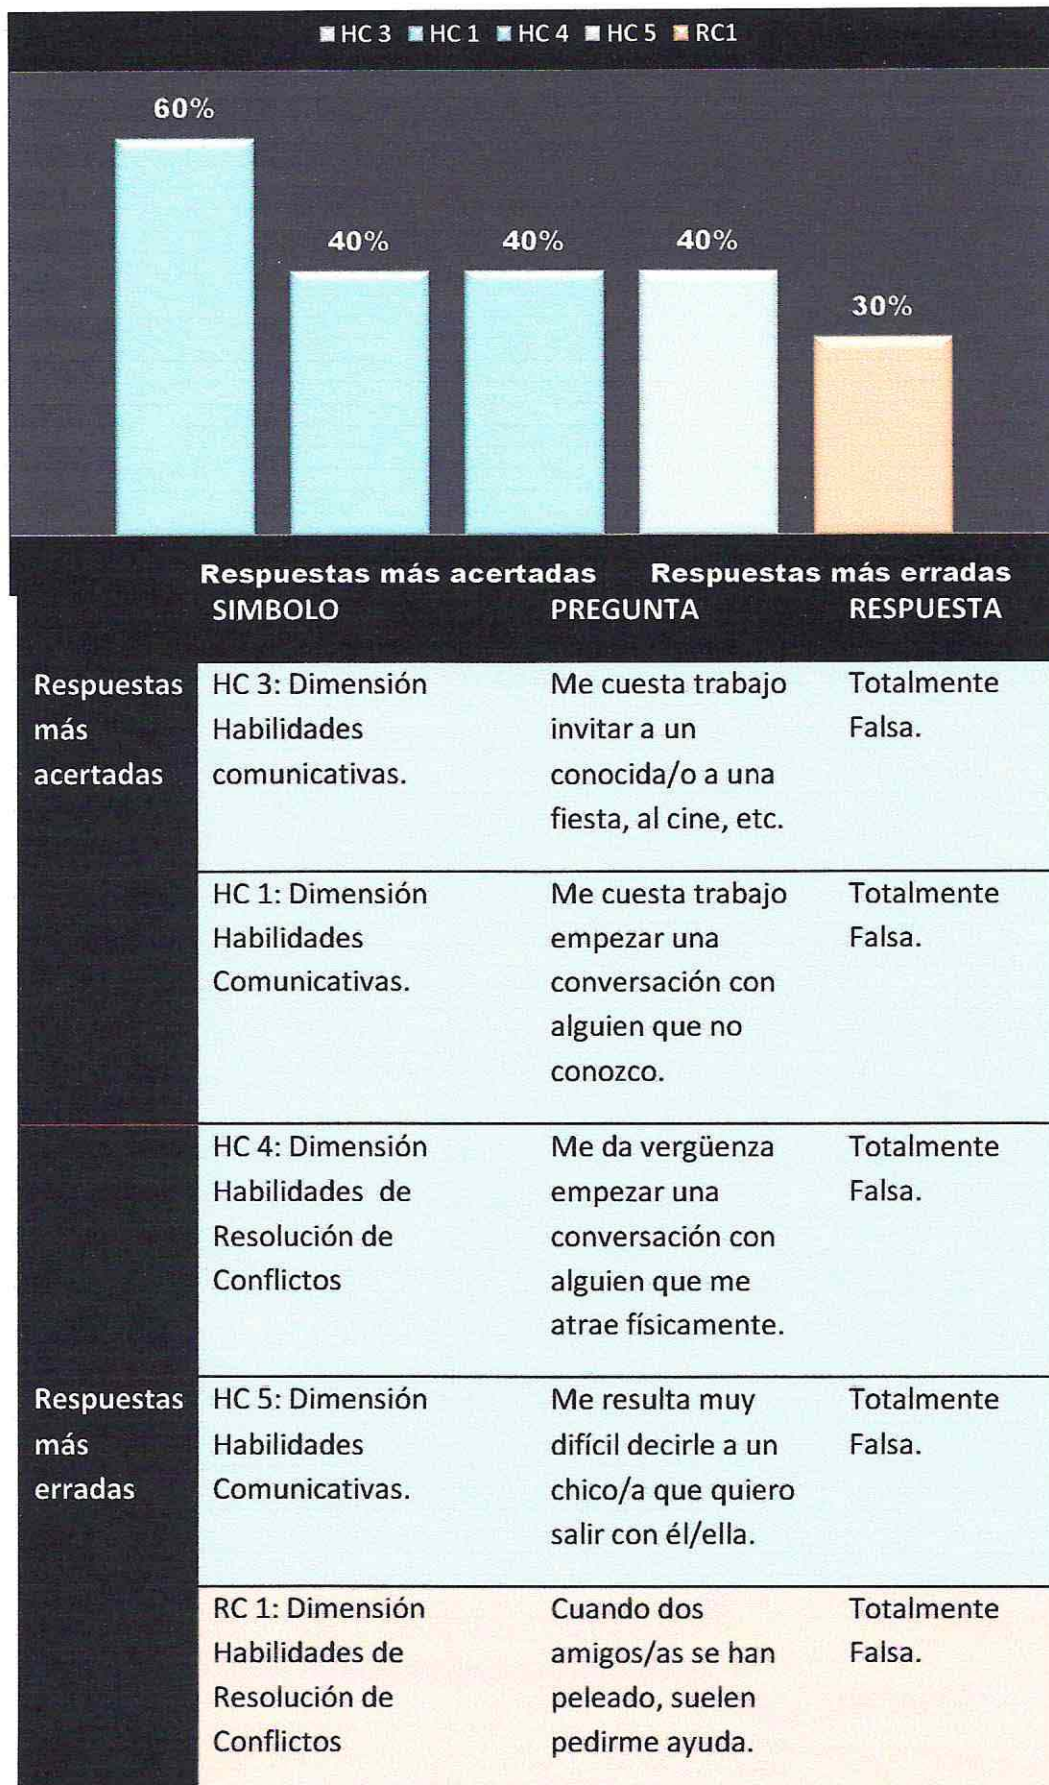 HC 3 HC 1 HC 4 HC 5 RC1
60%
40%
40%
40%
30%
Respuestas más acertadas Respuestas más erradas
SIMBOLO PREGUNTA RESPUESTA
Respuestas
más
acertadas
HC 3: Dimensión
Habilidades
comunicativas.
Me cuesta trabajo
invitar a un
conocida/o a una
fiesta, al cine, etc.
Totalmente
Falsa.
HC 1: Dimensión
Habilidades
Comunicativas.
Me cuesta trabajo
empezar una
conversación con
alguien que no
conozco.
Totalmente
Falsa.
HC 4: Dimensión
Habilidades de
Resolución de
Conflictos
Me da vergüenza
empezar una
conversación con
alguien que me
atrae físicamente.
Totalmente
Falsa.
Respuestas
más
erradas
HC 5: Dimensión
Habilidades
Comunicativas.
Me resulta muy
difícil decirle a un
chico/a que quiero
salir con él/ella.
Totalmente
Falsa.
RC 1: Dimensión
Habilidades de
Resolución de
Conflictos
Cuando dos
amigos/as se han
peleado, suelen
pedirme ayuda.
Totalmente
Falsa.